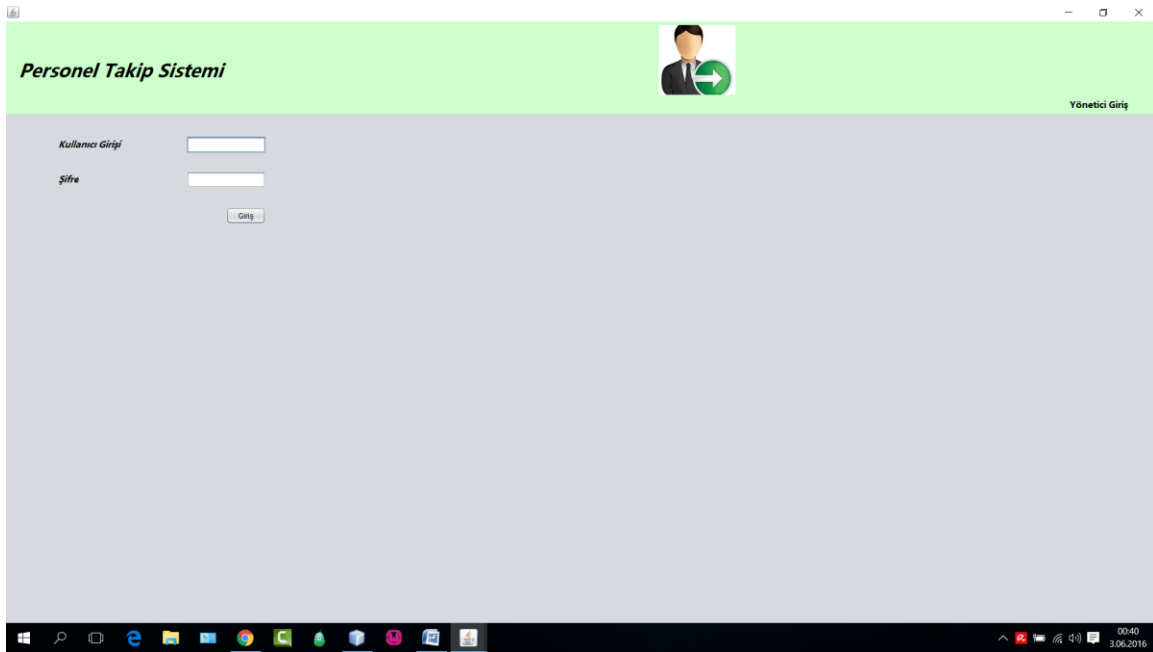 Personel Takip Sistemi
Yönetici Giriş
Kullanıcı Girişi
Şifre
Giriş
00:40
3.06.2016